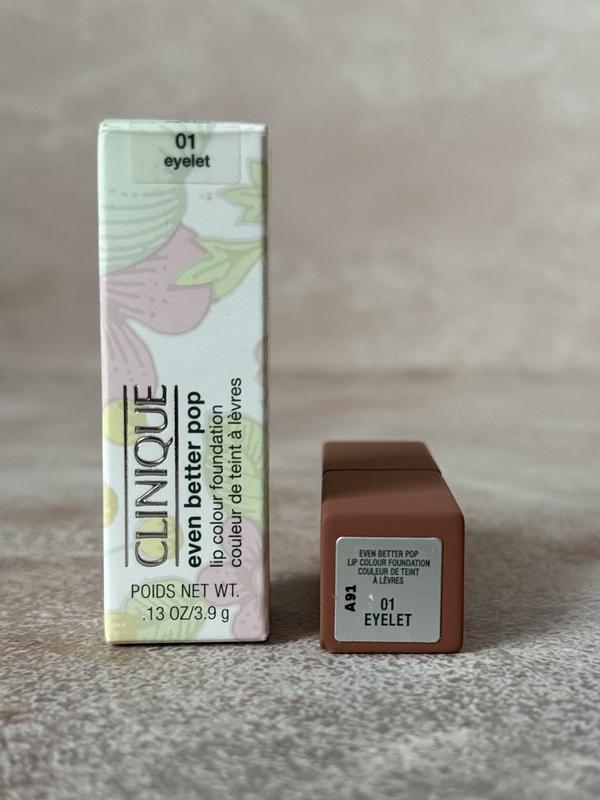 01
eyelet
CLINIQUE
even better pop
lip colour foundation
couleur de teint à lèvres
POIDS NET WT.
.13 OZ/3.9 g
EVEN BETTER POP
LIP COLOUR FOUNDATION
COULEUR DE TEINT
À LÈVRES
A91
01
EYELET